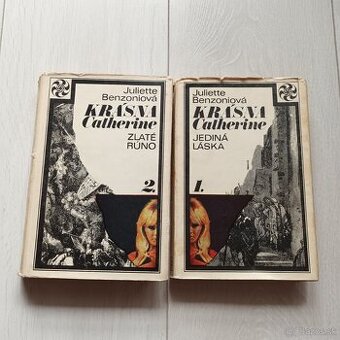 Juliette
Benzoniová
KRÁSNA
Catherine
ZLATÉ
RÚNO
2.
Juliette
Benzoniová
KRÁSNA
Catherine
JEDINÁ
LÁSKA
1.